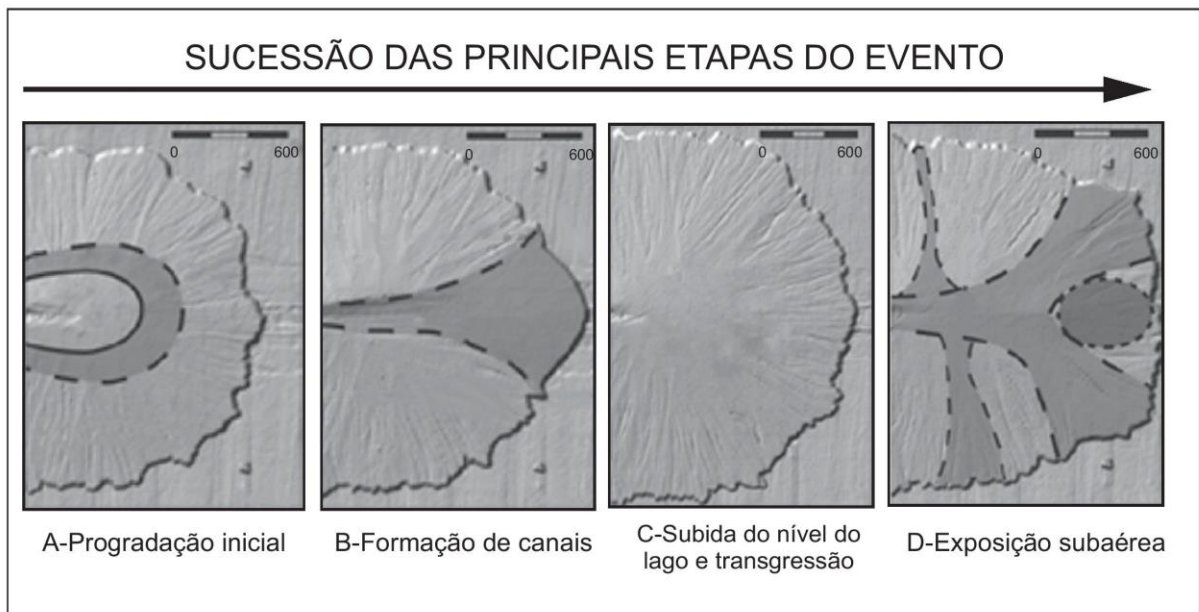 SUCESSÃO DAS PRINCIPAIS ETAPAS DO EVENTO
0 600
0 600
0 600
0 600
A-Progradação inicial
B-Formação de canais
C-Subida do nível do
lago e transgressão
D-Exposição subaérea